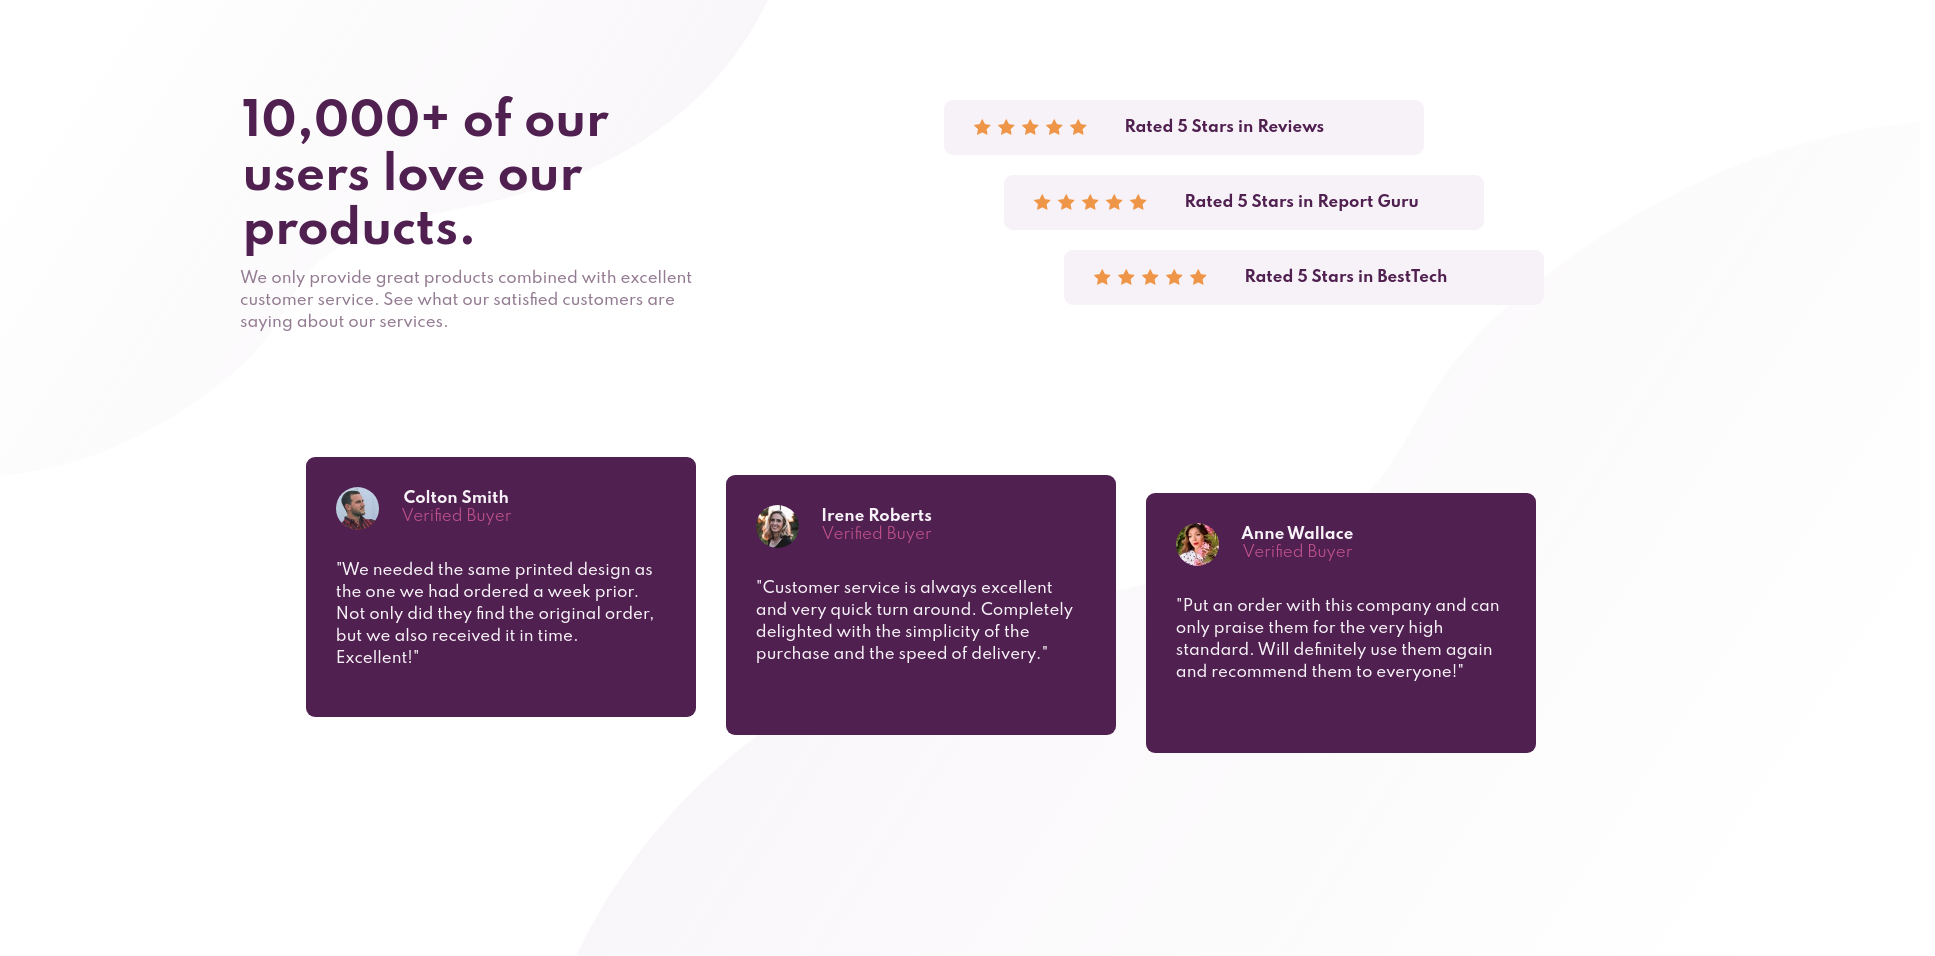 10,000+ of our
users love our
products.
We only provide great products combined with excellent
customer service. See what our satisfied customers are
saying about our services.
Rated 5 Stars in Reviews
Rated 5 Stars in Report Guru
Rated 5 Stars in BestTech
Colton Smith
Verified Buyer
"We needed the same printed design as
the one we had ordered a week prior.
Not only did they find the original order,
but we also received it in time.
Excellent!"
Irene Roberts
Verified Buyer
"Customer service is always excellent
and very quick turn around. Completely
delighted with the simplicity of the
purchase and the speed of delivery."
Anne Wallace
Verified Buyer
"Put an order with this company and can
only praise them for the very high
standard. Will definitely use them again
and recommend them to everyone!"